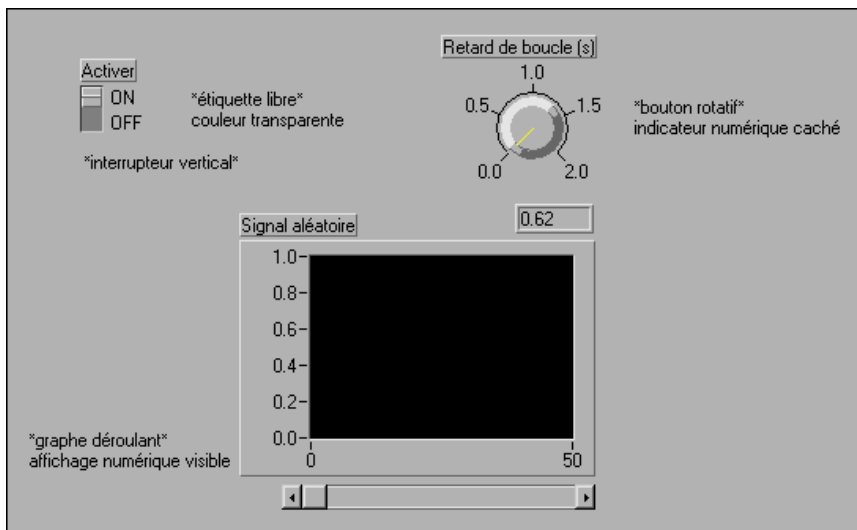 Activer
ON
OFF
*étiquette libre*
couleur transparente
*interrupteur vertical*
Retard de boucle (s)
1.0
0.5
1.5
0.0
2.0
*bouton rotatif*
indicateur numérique caché
Signal aléatoire
0.62
1.0
0.8
0.6
0.4
0.2
0.0
0
50
*graphe déroulant*
affichage numérique visible